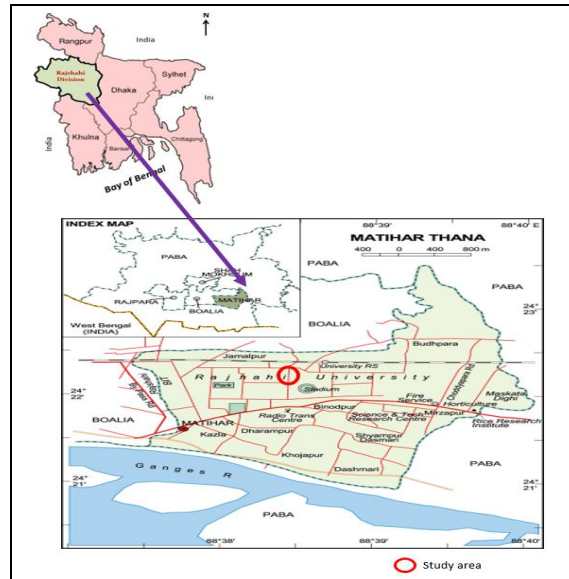 India
N
Rangpur
Rajshahi
Division
Sylhet
Dhaka
India
Khulna
Barisal
Chittagong
Bay of Bengal
88°39'
88°40' E
INDEX MAP
PABA
SHAH
MOKHDUM
RAJPARA
MATIHAR
BOALIA
West Bengal
(INDIA)
MATIHAR THANA
400 0 400 800 m
PABA
PABA
24°
23'
BOALIA
Budhpara
Jamalpur
University RS
Rajhahi University
Park
Stadium
24°
22'
BOALIA
Fire
Service
Choddypara Rd
Horticulture
Maskata
Dighi
Binodpur
Radio Trans
Centre
Science & Tech
Research Centre
Mirzapur
Rice Research
Institute
MATIHAR
Kazla
Dharampur
Shyampur
Dasmari
Khojapur
Dashmari
PABA
Ganges R
24°
21'
24°
21'
PABA
88°38'
88°39'
88°40'
Study area